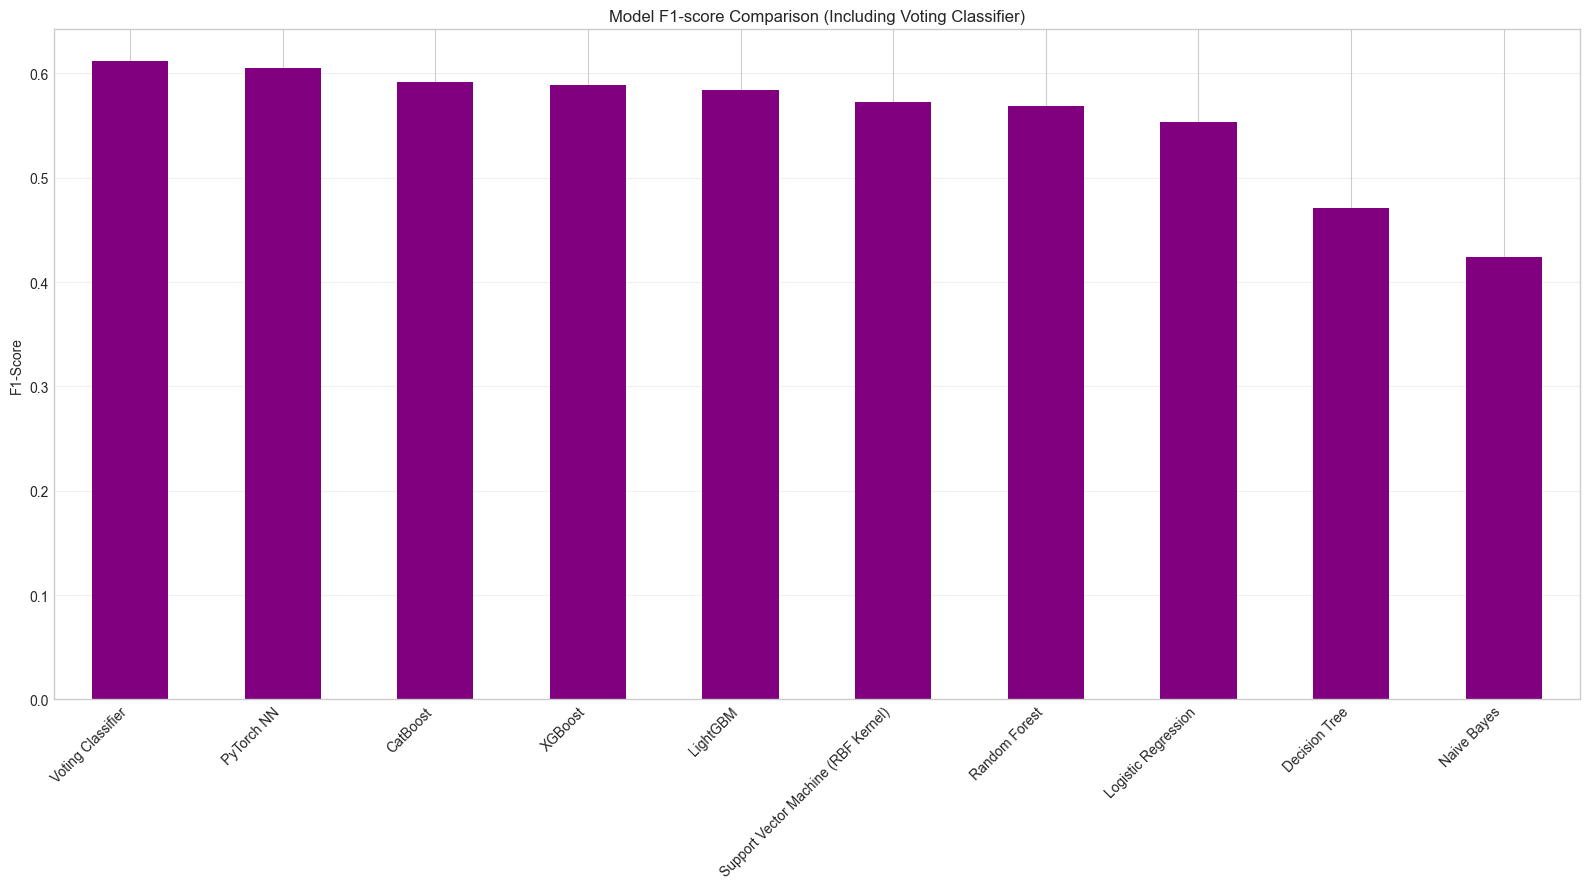 Model F1-score Comparison (Including Voting Classifier)
F1-Score
0.6
0.5
0.4
0.3
0.2
0.1
0.0
Voting Classifier
PyTorch NN
CatBoost
XGBoost
LightGBM
Support Vector Machine (RBF Kernel)
Random Forest
Logistic Regression
Decision Tree
Naive Bayes